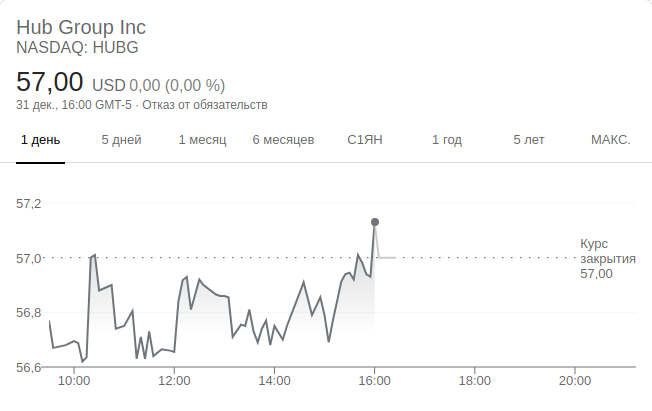 Hub Group Inc
NASDAQ: HUBG
57,00 USD 0,00 (0,00 %)
31 дек., 16:00 GMT-5 · Отказ от обязательств
1 день 5 дней 1 месяц 6 месяцев С1ЯН 1 год 5 лет МАКС.
57,2
Курс
57,0 закрытия
57,00
56,8
56,6
10:00 12:00 14:00 16:00 18:00 20:00